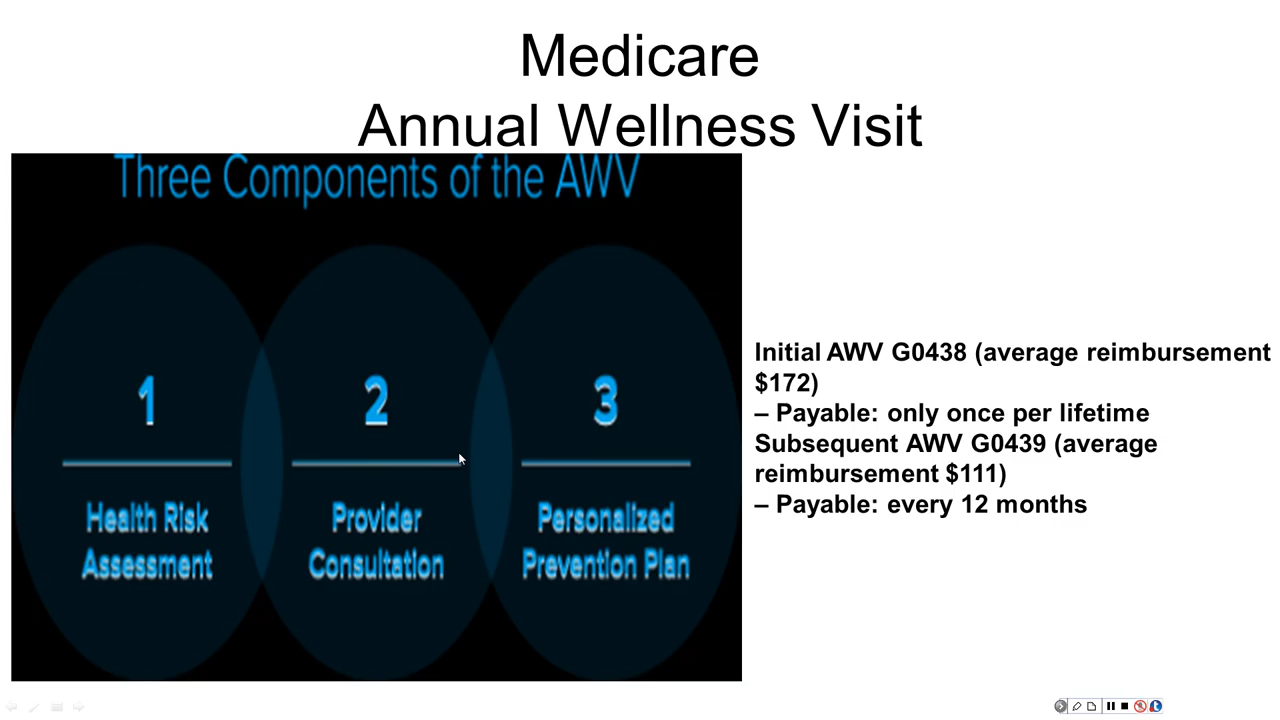 Medicare
Annual Wellness Visit
Three Components of the AWV
1
Health Risk
Assessment
2
Provider
Consultation
3
Personalized
Prevention Plan
Initial AWV G0438 (average reimbursement
$172)
– Payable: only once per lifetime
Subsequent AWV G0439 (average
reimbursement $111)
– Payable: every 12 months